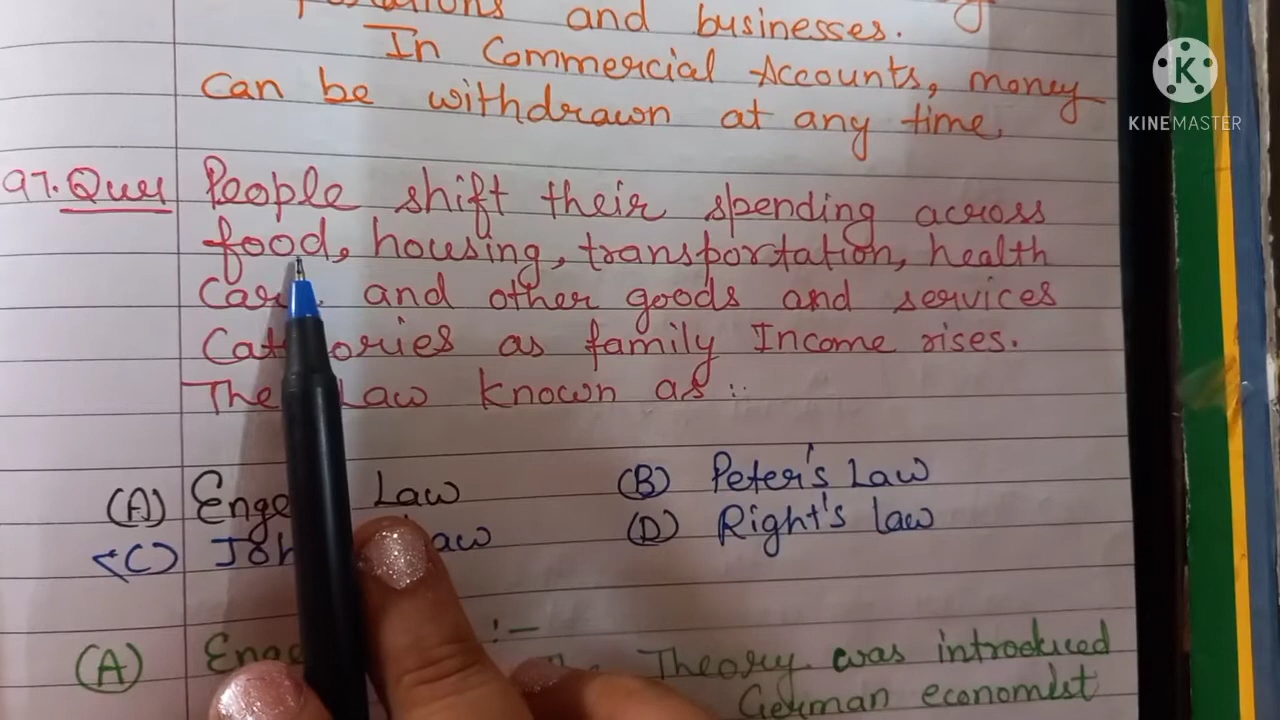 and businesses.
In Commercial Accounts, money
can be withdrawn at any time.
KINEMASTER
97. Ques People shift their spending across
food, housing, transportation, health
and other goods and services
as family Income rises.
The Law Known as :
(A) Law (B) Peter's Law
(C) (D) Right's law
(A) :-
Theory was introduced
German economist